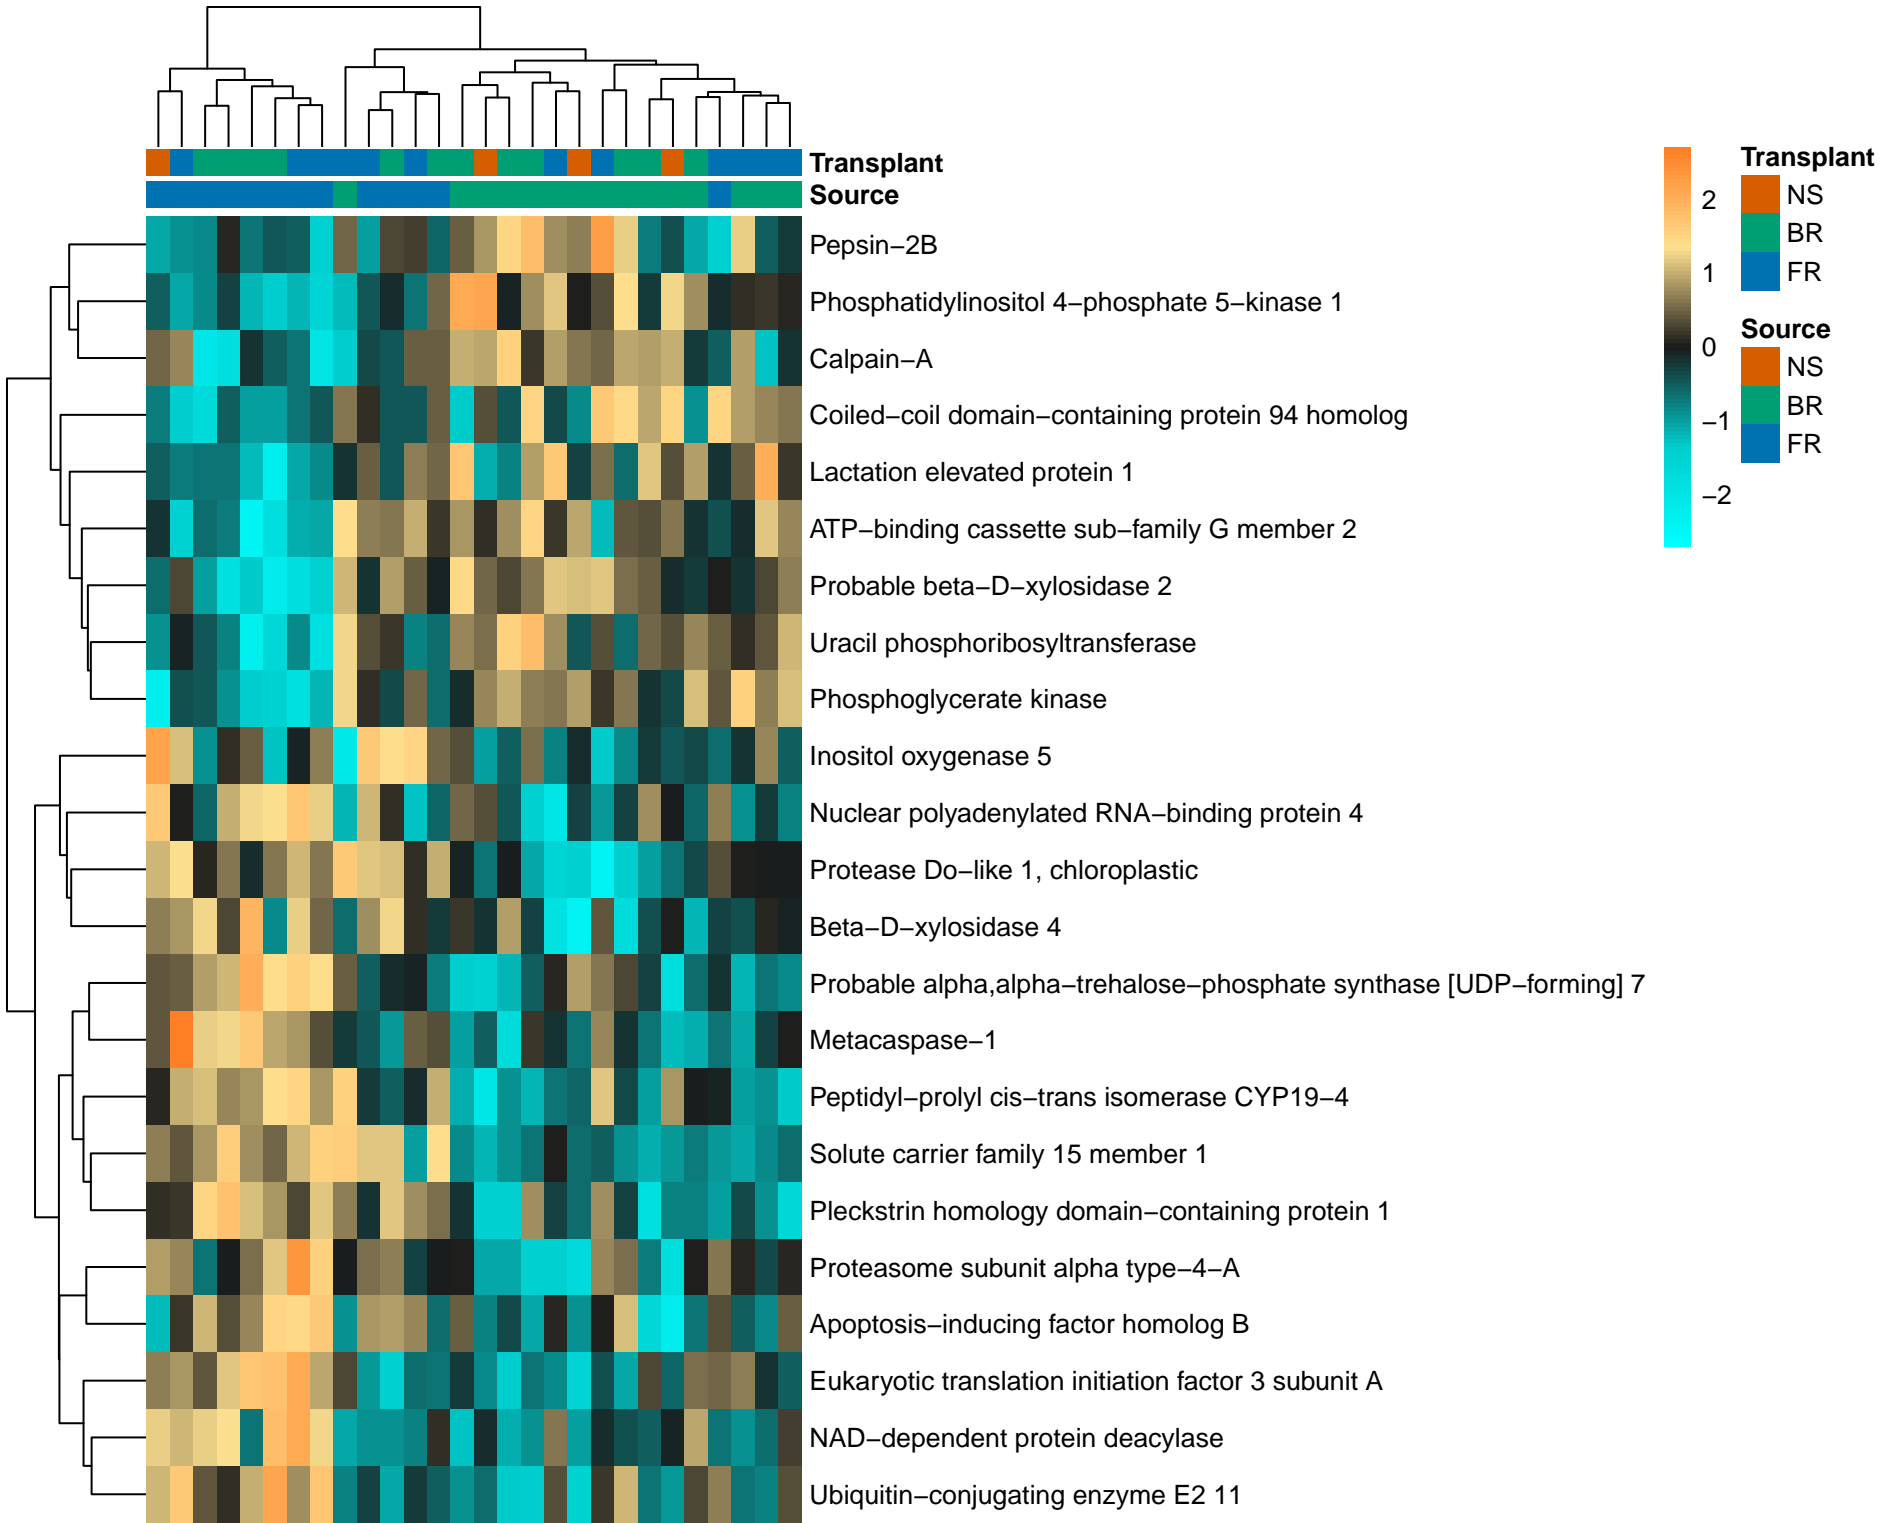 Transplant
Source
Pepsin−2B
Phosphatidylinositol 4−phosphate 5−kinase 1
Calpain−A
Coiled−coil domain−containing protein 94 homolog
Lactation elevated protein 1
ATP−binding cassette sub−family G member 2
Probable beta−D−xylosidase 2
Uracil phosphoribosyltransferase
Phosphoglycerate kinase
Inositol oxygenase 5
Nuclear polyadenylated RNA−binding protein 4
Protease Do−like 1, chloroplastic
Beta−D−xylosidase 4
Probable alpha,alpha−trehalose−phosphate synthase [UDP−forming] 7
Metacaspase−1
Peptidyl−prolyl cis−trans isomerase CYP19−4
Solute carrier family 15 member 1
Pleckstrin homology domain−containing protein 1
Proteasome subunit alpha type−4−A
Apoptosis−inducing factor homolog B
Eukaryotic translation initiation factor 3 subunit A
NAD−dependent protein deacylase
Ubiquitin−conjugating enzyme E2 11
2
1
0
−1
−2
Transplant
NS
BR
FR
Source
NS
BR
FR